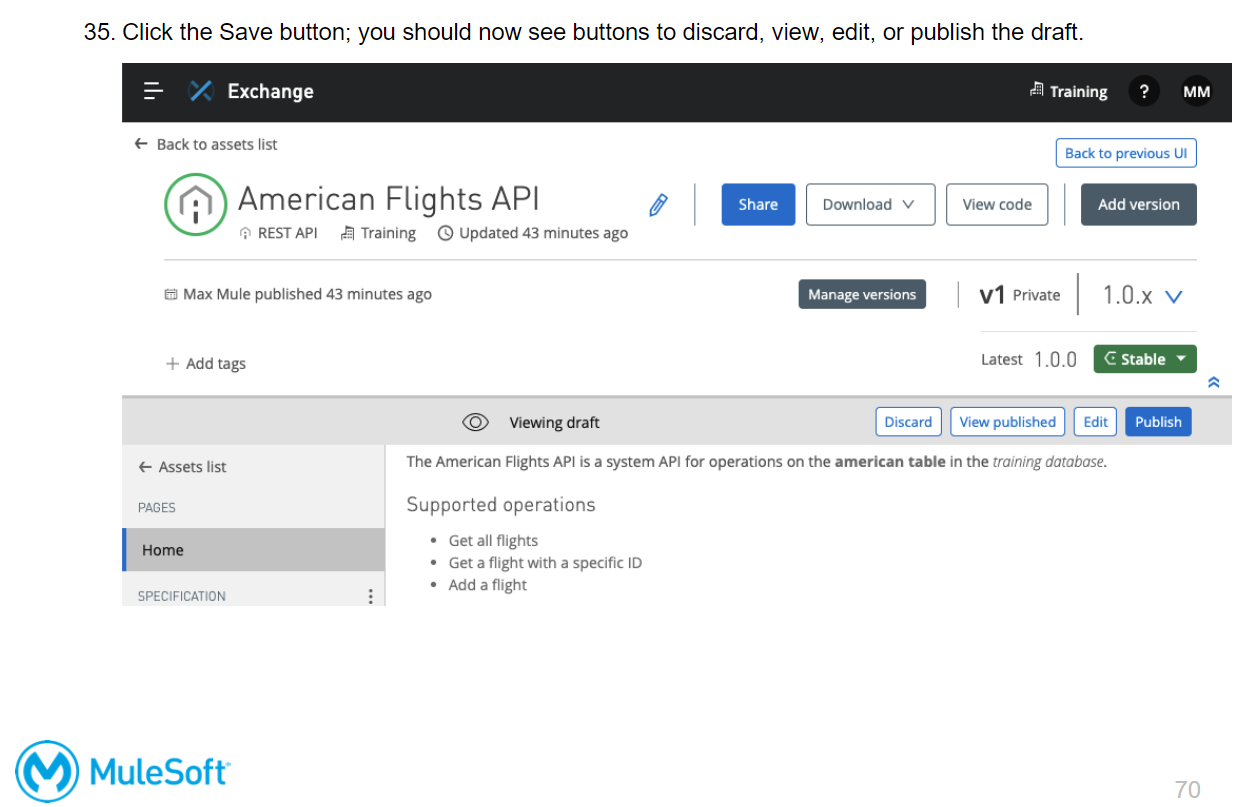 35. Click the Save button; you should now see buttons to discard, view, edit, or publish the draft.
Exchange
Training
?
MM
Back to assets list
Back to previous UI
American Flights API
Share
Download
View code
Add version
REST API
Training
Updated 43 minutes ago
Max Mule published 43 minutes ago
Manage versions
v1 Private
1.0.x
Add tags
Latest 1.0.0
Stable
Viewing draft
Discard
View published
Edit
Publish
Assets list
PAGES
Home
SPECIFICATION
The American Flights API is a system API for operations on the american table in the training database.
Supported operations
• Get all flights
• Get a flight with a specific ID
• Add a flight
MuleSoft
70